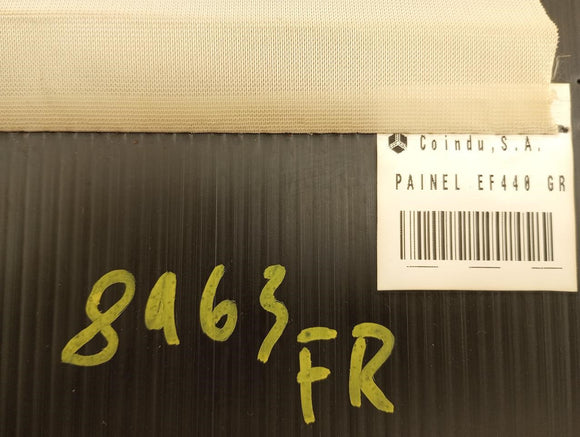 Coindu,S.A.
PAINEL EF440 GR
8963
FR